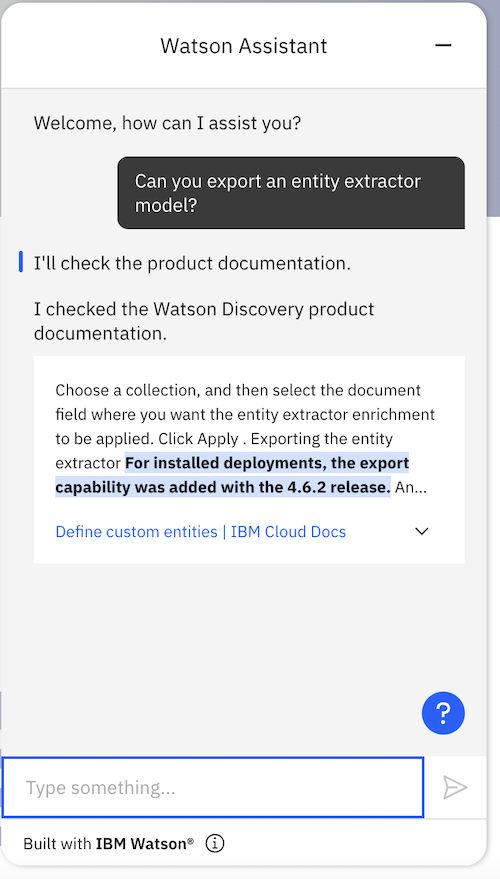 Watson Assistant
Welcome, how can I assist you?
Can you export an entity extractor
model?
I'll check the product documentation.
I checked the Watson Discovery product
documentation.
Choose a collection, and then select the document
field where you want the entity extractor enrichment
to be applied. Click Apply . Exporting the entity
extractor For installed deployments, the export
capability was added with the 4.6.2 release. An...
Define custom entities | IBM Cloud Docs
?
Type something...
Built with IBM Watson®